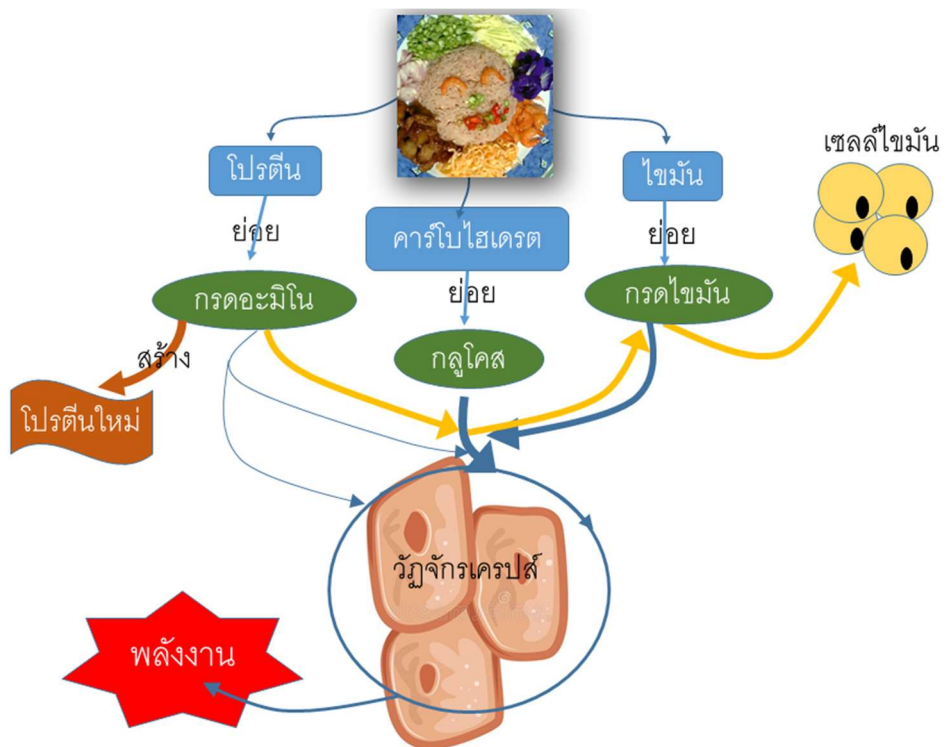 โปรตีน
ไขมัน
เซลล์ไขมัน
ย่อย
คาร์โบไฮเดรต
ย่อย
กรดอะมิโน
ย่อย
กรดไขมัน
สร้าง
กลูโคส
โปรตีนใหม่
วัฏจักรเครปส์
พลังงาน